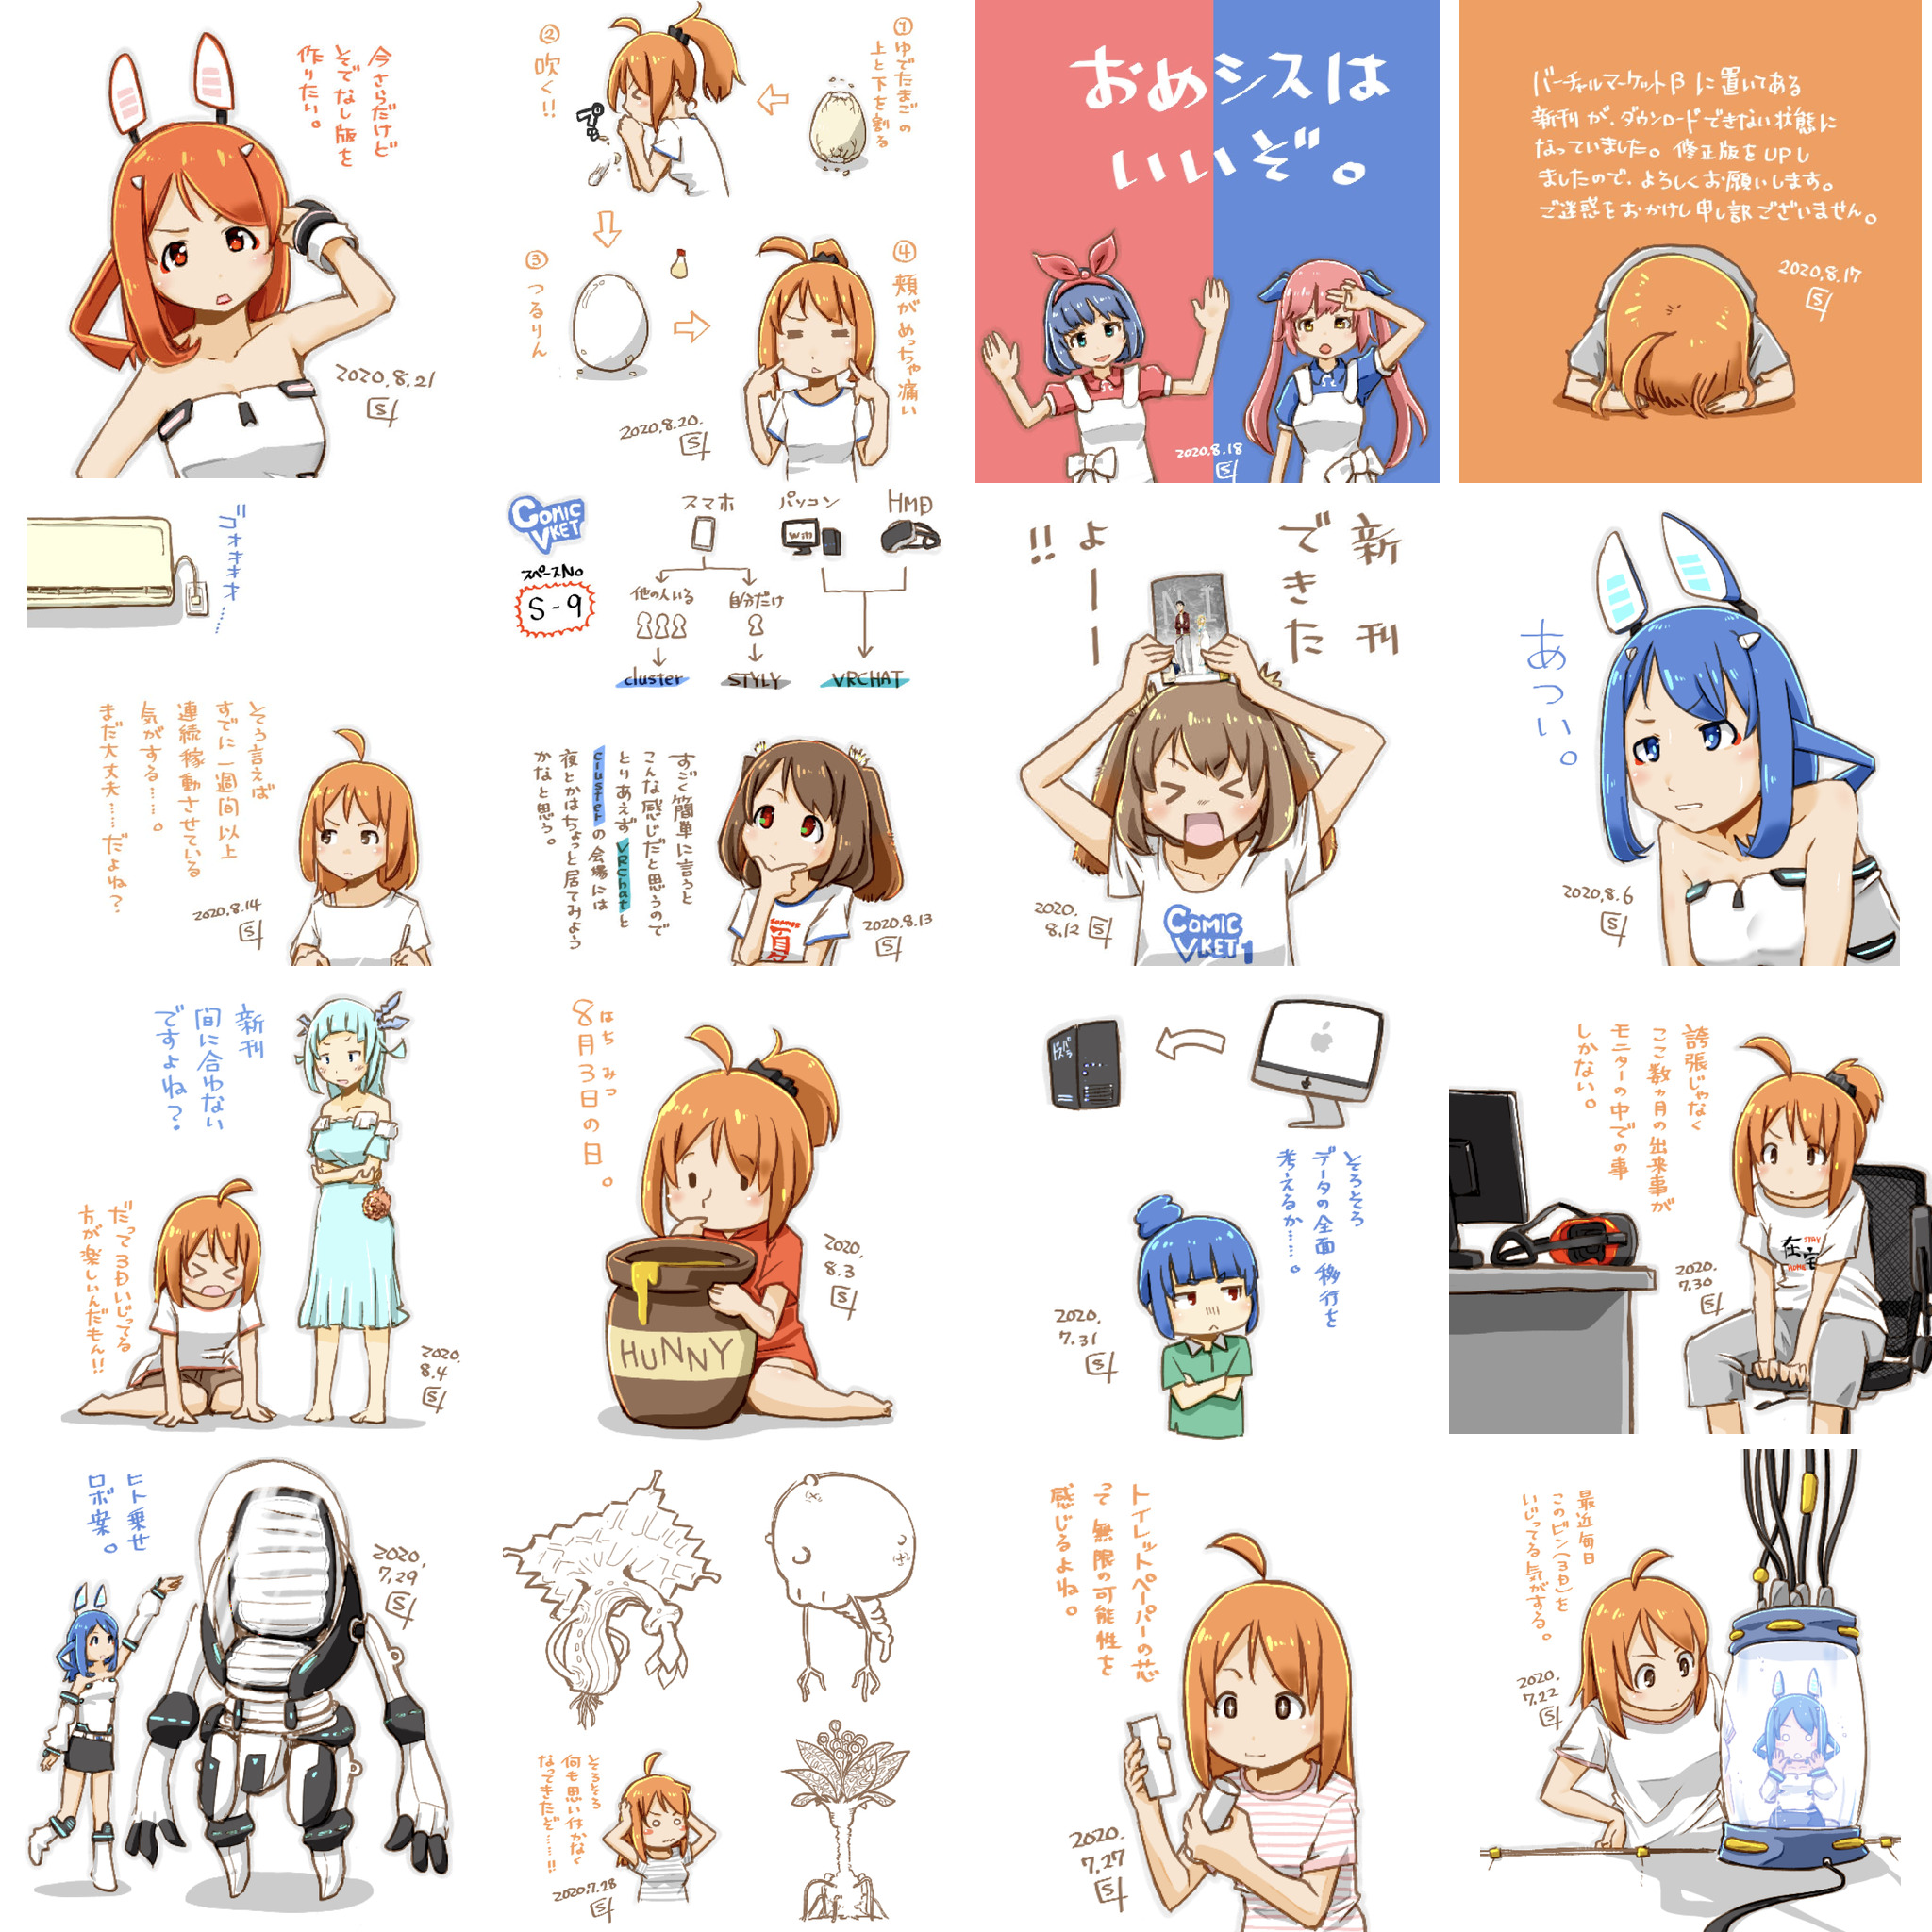 今さらだけど
そでなし版を
作りたい。
2020.8.21
① ゆでたまごの
上と下を割る
② 吹く!!
プッ
③ つるりん
④ 頬がめっちゃ痛い
2020.8.20.
おめシスは
いいぞ。
2020.8.18
バーチャルマーケットβに置いてある
新刊が、ダウンロードできない状態に
なっていました。修正版をUPし
ましたので、よろしくお願いします。
ご迷惑をおかけし申し訳ございません。
2020.8.17
ゴオオオオ……
そう言えば
すでに一週間以上
連続稼動させている
気がする……。
まだ大丈夫……だよね?
2020.8.14
COMIC
VKET
スペースNo
S-9
スマホ
パソコン
HMD
Win
他の人いる
自分だけ
cluster
STYLY
VRCHAT
すごく簡単に言うと
こんな感じだと思うので
とりあえずVRChatと
clusterの会場には
夜とかはちょっと居てみよう
かなと思う。
2020.8.13
新刊
できた
よーー
!!
COMIC
VKET1
2020.
8.12
あつい。
2020.8.6
新刊
間に合わない
ですよね?
だって3Dいじってる
方が楽しいんだもん!!
2020.
8.4
はち みつ
8月3日の日。
HUNNY
2020.
8.3
ドスパラ
そろそろ
データの全面移行を
考えるか……。
2020.
7.31
誇張じゃなく
ここ数ヵ月の出来事が
モニターの中での事
しかない。
在宅
STAY
HOME
2020.
7.30
ヒト乗せ
ロボ案。
2020.
7.29
そろそろ
何も思い付かなく
なってきたぞ……!!
2020.7.28
トイレットペーパーの芯
って無限の可能性を
感じるよね。
2020.
7.27
最近毎日
このビン(3D)を
いじってる気がする。
2020.
7.22